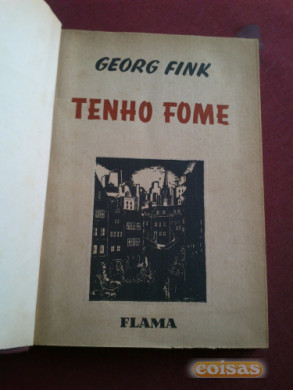 GEORG FINK
TENHO FOME
FLAMA
coisas